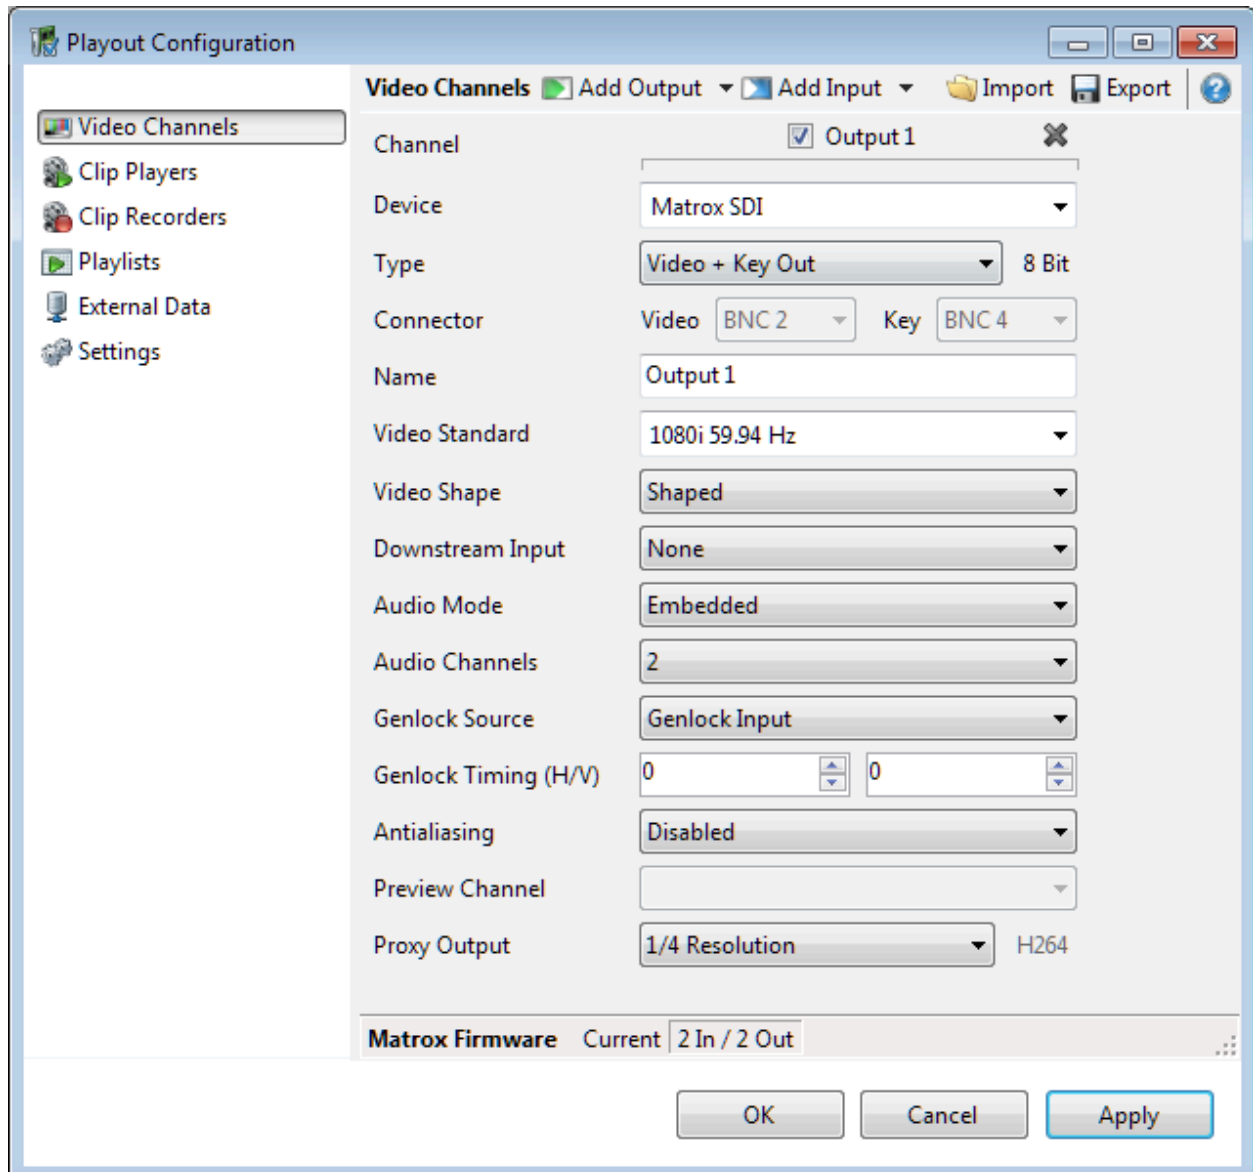 Playout Configuration
Video Channels Add Output Add Input Import Export ?
Video Channels
Clip Players
Clip Recorders
Playlists
External Data
Settings
Channel Output 1
Device Matrox SDI
Type Video + Key Out 8 Bit
Connector Video BNC 2 Key BNC 4
Name Output 1
Video Standard 1080i 59.94 Hz
Video Shape Shaped
Downstream Input None
Audio Mode Embedded
Audio Channels 2
Genlock Source Genlock Input
Genlock Timing (H/V) 0 0
Antialiasing Disabled
Preview Channel
Proxy Output 1/4 Resolution H264
Matrox Firmware Current 2 In / 2 Out
OK Cancel Apply